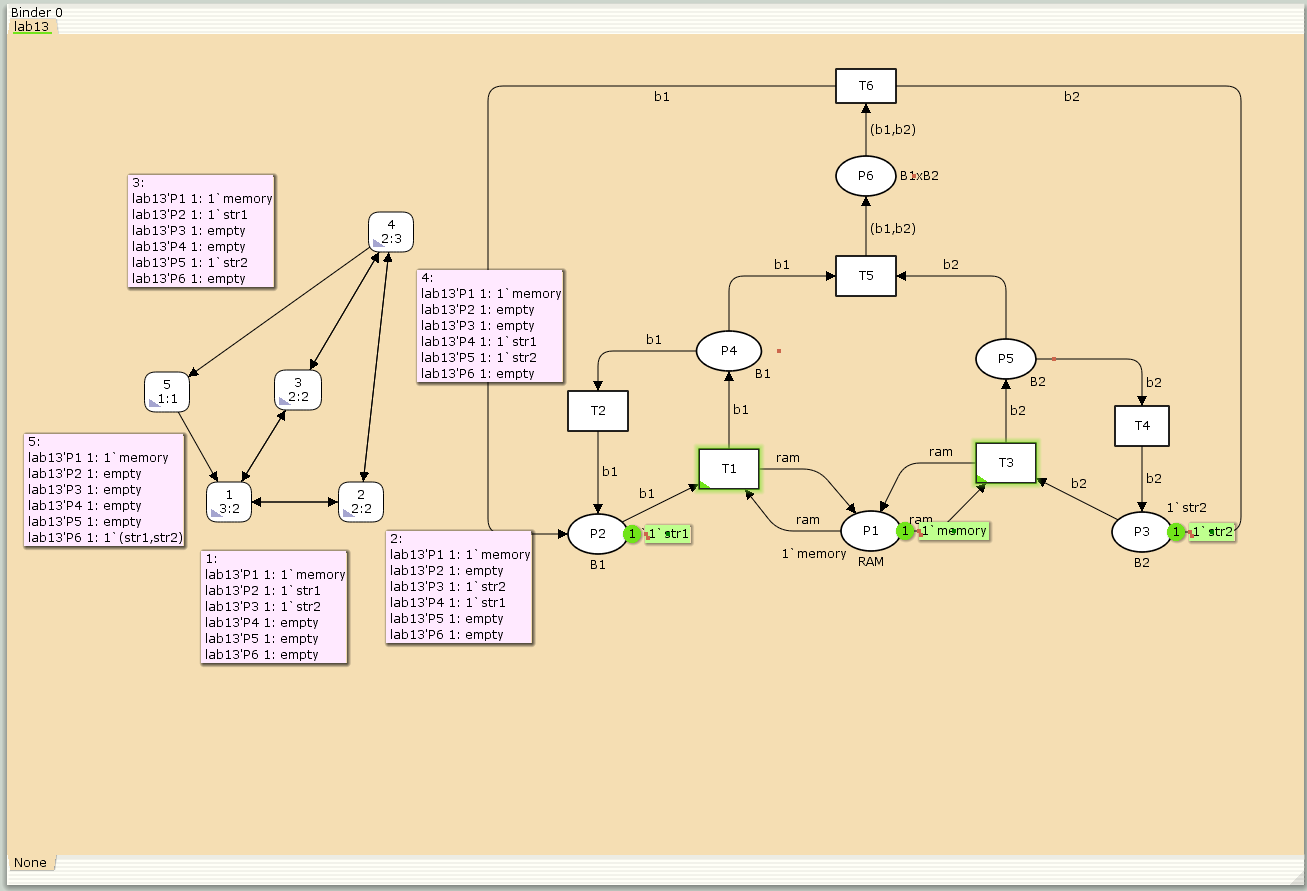 Binder 0
lab13
T6
b1
b2
(b1,b2)
P6
B1xB2
(b1,b2)
3:
lab13'P1 1: 1`memory
lab13'P2 1: 1`str1
lab13'P3 1: empty
lab13'P4 1: empty
lab13'P5 1: 1`str2
lab13'P6 1: empty
4
2:3
4:
lab13'P1 1: 1`memory
lab13'P2 1: empty
lab13'P3 1: empty
lab13'P4 1: 1`str1
lab13'P5 1: 1`str2
lab13'P6 1: empty
b1
T5
b2
b1
P4
B1
P5
B2
b2
5
1:1
3
2:2
T2
b1
b2
T4
5:
lab13'P1 1: 1`memory
lab13'P2 1: empty
lab13'P3 1: empty
lab13'P4 1: empty
lab13'P5 1: empty
lab13'P6 1: 1`(str1,str2)
b1
b1
T1
ram
ram
T3
b2
b2
1
3:2
2
2:2
ram
ram
1`str2
P2
1
1`str1
B1
P1
1
1`memory
1`memory
RAM
P3
1
1`str2
B2
2:
lab13'P1 1: 1`memory
lab13'P2 1: empty
lab13'P3 1: 1`str2
lab13'P4 1: 1`str1
lab13'P5 1: empty
lab13'P6 1: empty
1:
lab13'P1 1: 1`memory
lab13'P2 1: 1`str1
lab13'P3 1: 1`str2
lab13'P4 1: empty
lab13'P5 1: empty
lab13'P6 1: empty
None